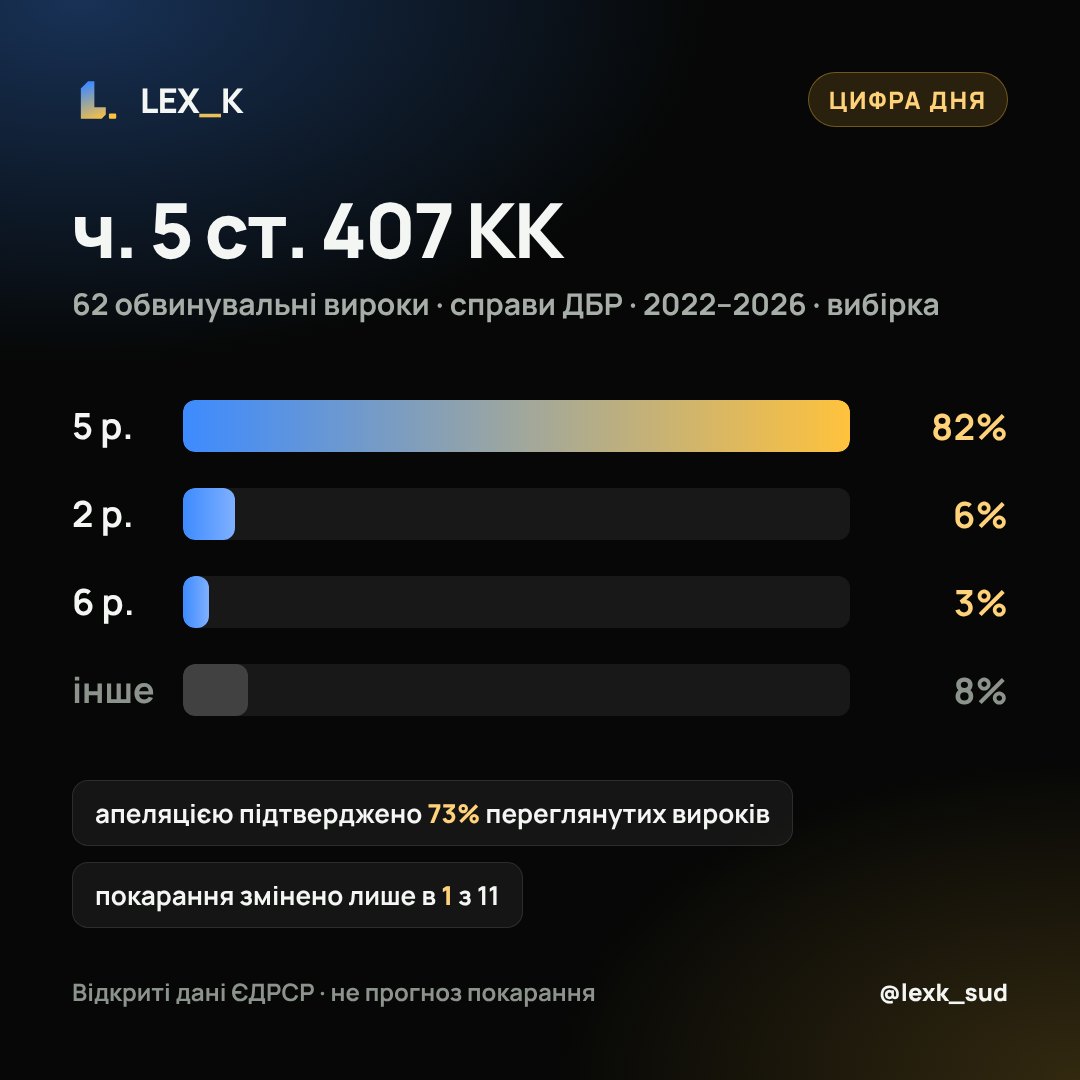 LEX_K
ЦИФРА ДНЯ
ч. 5 ст. 407 КК
62 обвинувальні вироки · справи ДБР · 2022–2026 · вибірка
5 р. 82%
2 р. 6%
6 р. 3%
інше 8%
апеляцією підтверджено 73% переглянутих вироків
покарання змінено лише в 1 з 11
Відкриті дані ЄДРСР · не прогноз покарання
@lexk_sud